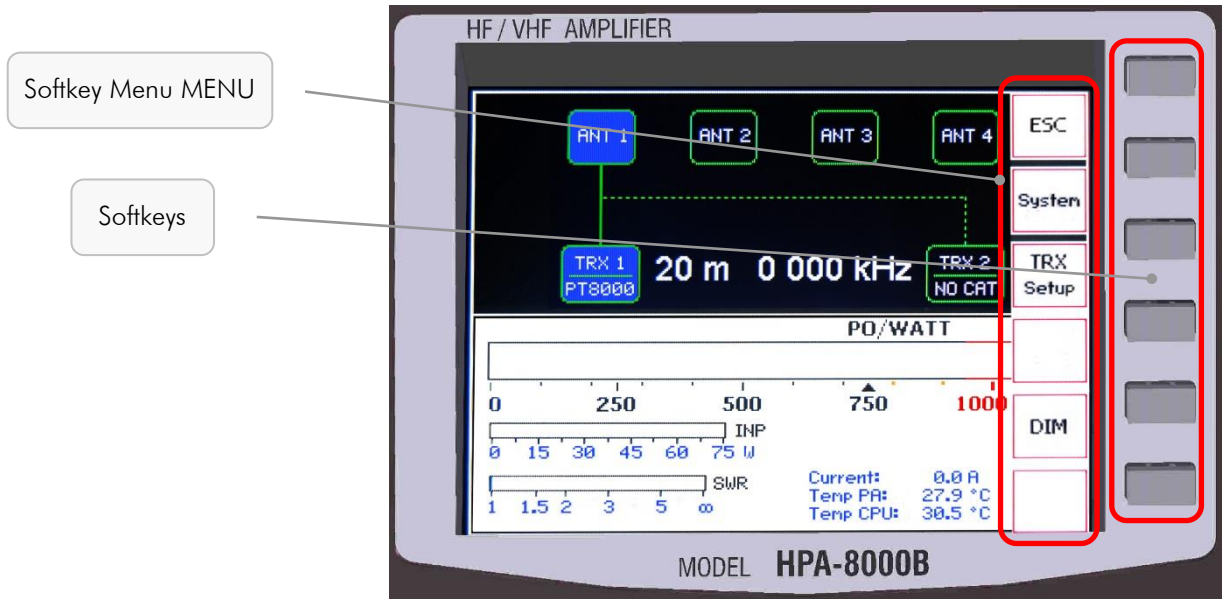 HF / VHF AMPLIFIER
Softkey Menu MENU
Softkeys
ANT 1
ANT 2
ANT 3
ANT 4
ESC
System
TRX 1
PT8000
20 m 0 000 kHz
TRX 2
NO CAT
TRX
Setup
PO/WATT
0 250 500 750 1000
INP
0 15 30 45 60 75 W
SWR
1 1.5 2 3 5 ∞
DIM
Current: 0.0 A
Temp PA: 27.9 °C
Temp CPU: 30.5 °C
MODEL HPA-8000B